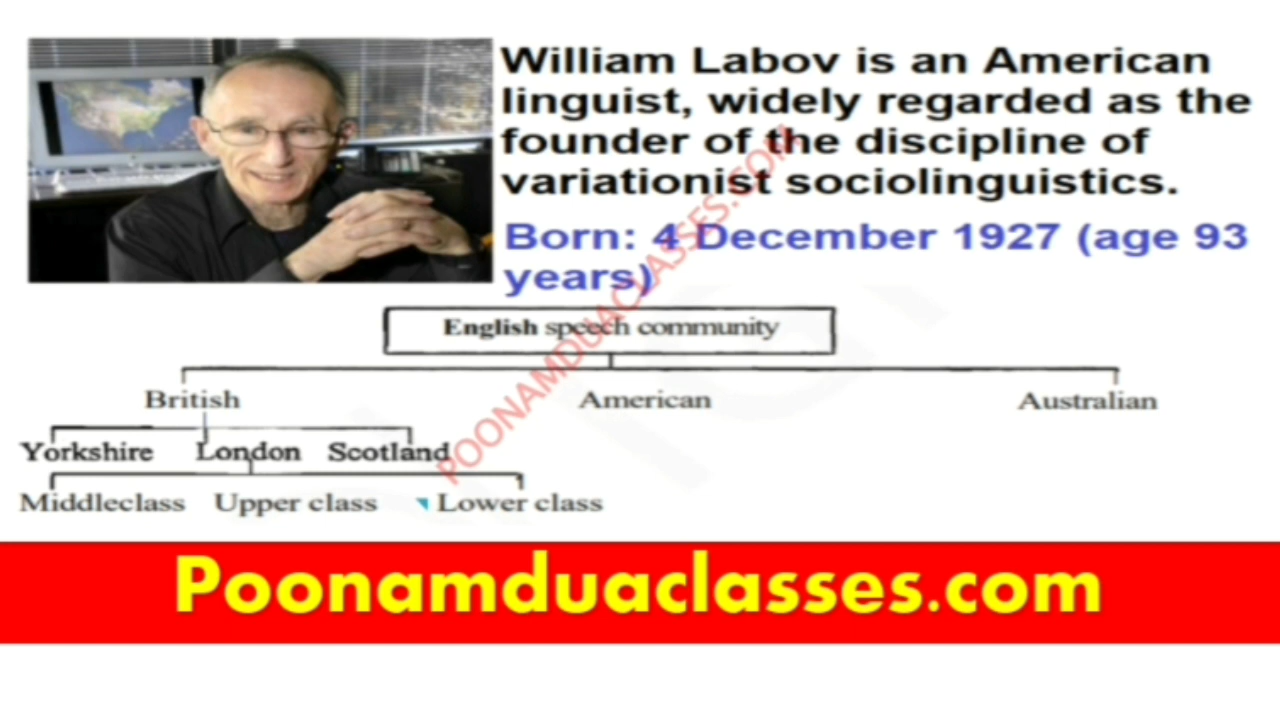 William Labov is an American
linguist, widely regarded as the
founder of the discipline of
variationist sociolinguistics.
Born: 4 December 1927 (age 93
years)
POONAMDUACLASSES.COM
English speech community
British American Australian
Yorkshire London Scotland
Middleclass Upper class Lower class
Poonamduaclasses.com